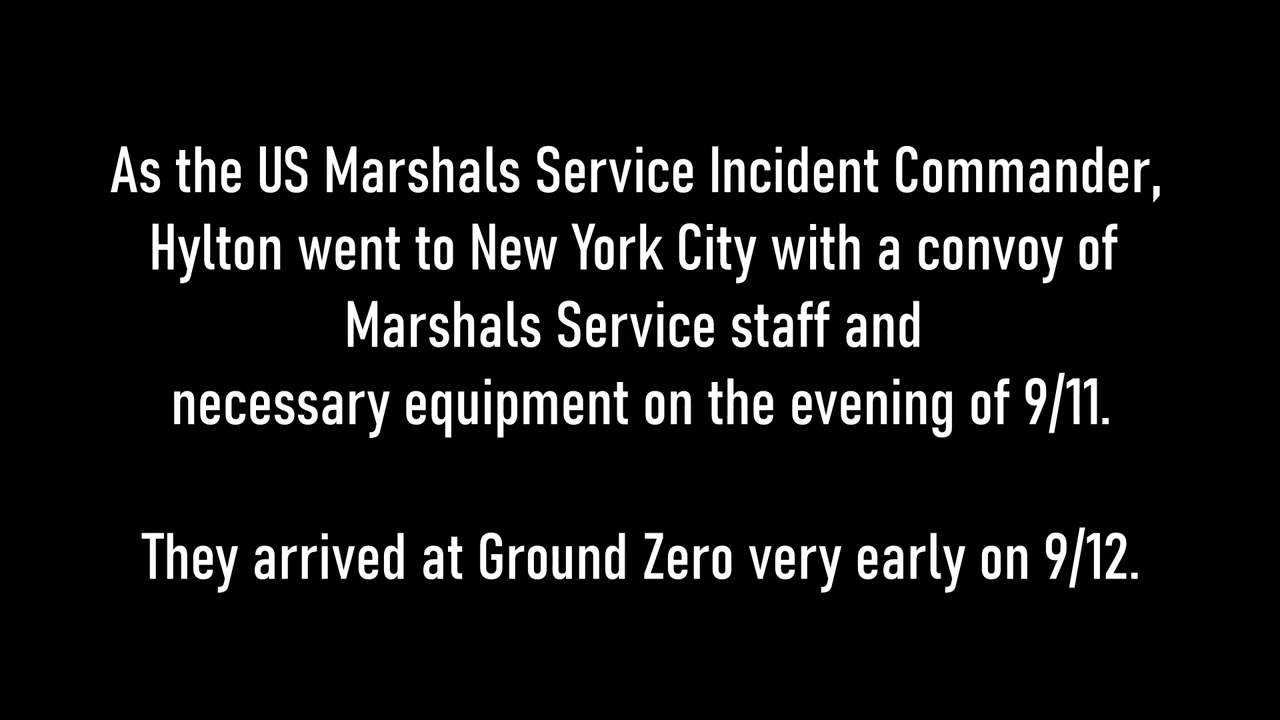 As the US Marshals Service Incident Commander,
Hylton went to New York City with a convoy of
Marshals Service staff and
necessary equipment on the evening of 9/11.
They arrived at Ground Zero very early on 9/12.